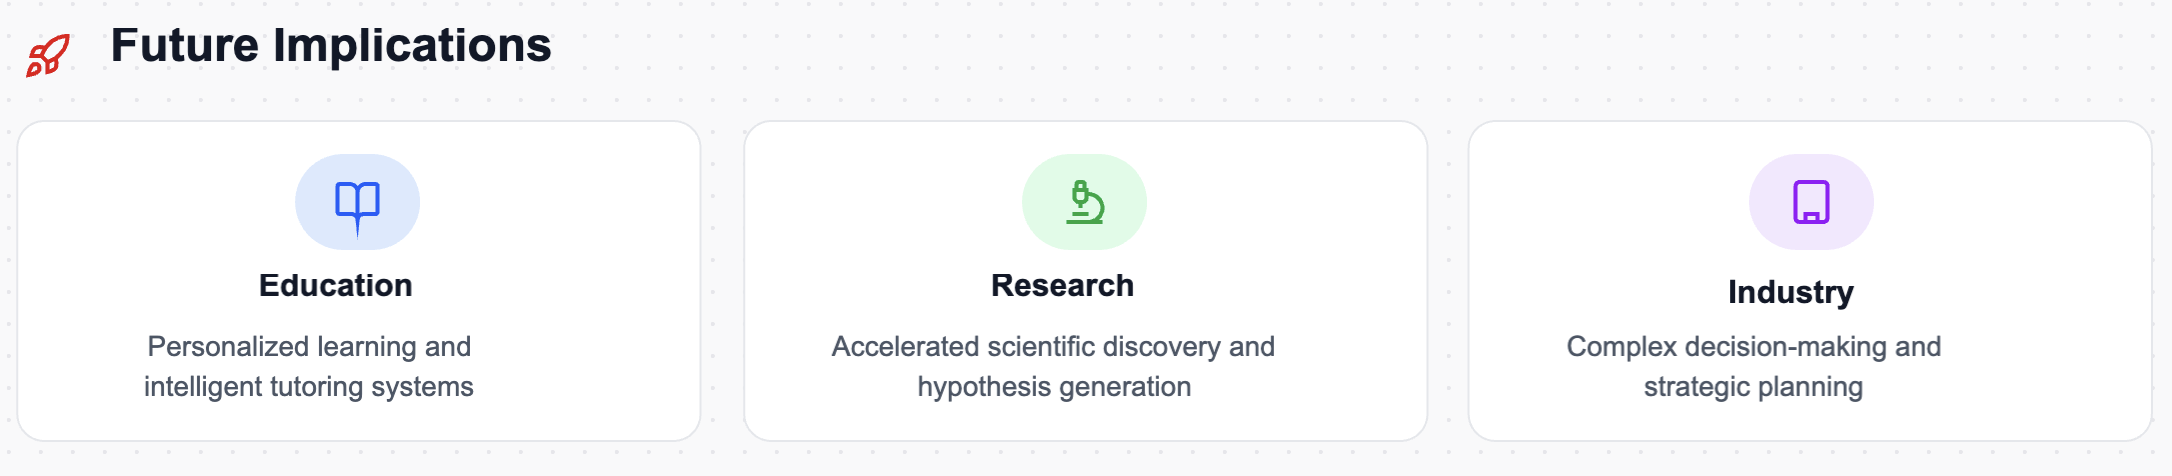 Future Implications
Education
Personalized learning and
intelligent tutoring systems
Research
Accelerated scientific discovery and
hypothesis generation
Industry
Complex decision-making and
strategic planning